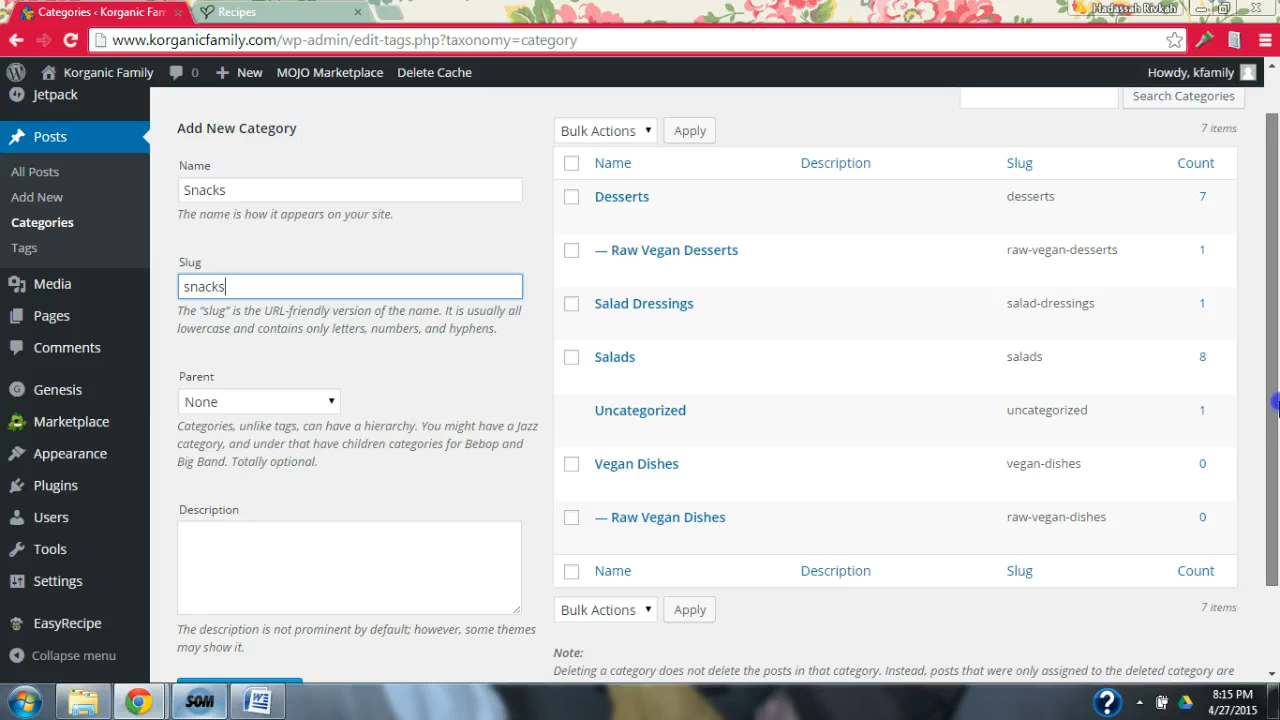 Categories ‹ Korganic Fam
Recipes
Hadassah Rivkah
www.korganicfamily.com/wp-admin/edit-tags.php?taxonomy=category
Korganic Family
0
New
MOJO Marketplace
Delete Cache
Howdy, kfamily
Jetpack
Posts
All Posts
Add New
Categories
Tags
Media
Pages
Comments
Genesis
Marketplace
Appearance
Plugins
Users
Tools
Settings
EasyRecipe
Collapse menu
Search Categories
Add New Category
Name
Snacks
The name is how it appears on your site.
Slug
snacks
The “slug” is the URL-friendly version of the name. It is usually all
lowercase and contains only letters, numbers, and hyphens.
Parent
None
Categories, unlike tags, can have a hierarchy. You might have a Jazz
category, and under that have children categories for Bebop and
Big Band. Totally optional.
Description
The description is not prominent by default; however, some themes
may show it.
Bulk Actions Apply 7 items
Name Description Slug Count
Desserts desserts 7
— Raw Vegan Desserts raw-vegan-desserts 1
Salad Dressings salad-dressings 1
Salads salads 8
Uncategorized uncategorized 1
Vegan Dishes vegan-dishes 0
— Raw Vegan Dishes raw-vegan-dishes 0
Name Description Slug Count
Bulk Actions Apply 7 items
Note:
Deleting a category does not delete the posts in that category. Instead, posts that were only assigned to the deleted category are
SOM
8:15 PM
4/27/2015